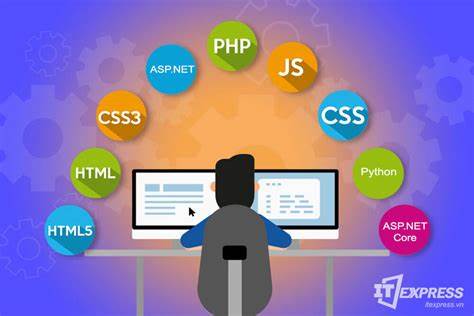 PHP
ASP.NET
JS
CSS3
CSS
HTML
Python
HTML5
ASP.NET
Core
IT EXPRESS
itexpress.vn